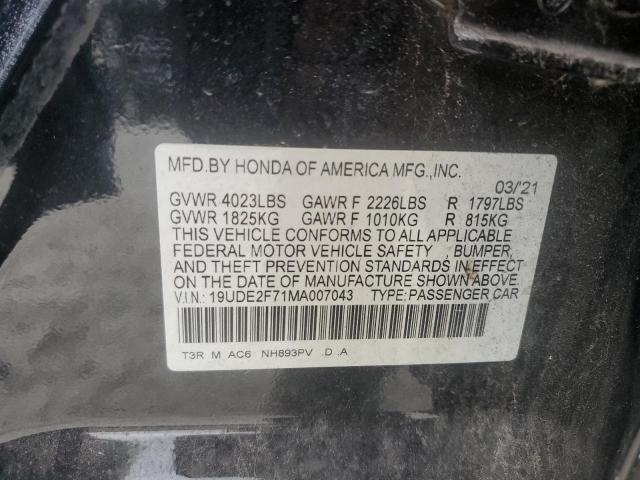 MFD.BY HONDA OF AMERICA MFG.,INC.
03/'21
GVWR 4023LBS GAWR F 2226LBS R 1797LBS
GVWR 1825KG GAWR F 1010KG R 815KG
THIS VEHICLE CONFORMS TO ALL APPLICABLE
FEDERAL MOTOR VEHICLE SAFETY , BUMPER,
AND THEFT PREVENTION STANDARDS IN EFFECT
ON THE DATE OF MANUFACTURE SHOWN ABOVE.
V.I.N: 19UDE2F71MA007043 TYPE:PASSENGER CAR
T3R M AC6 NH893PV .D .A